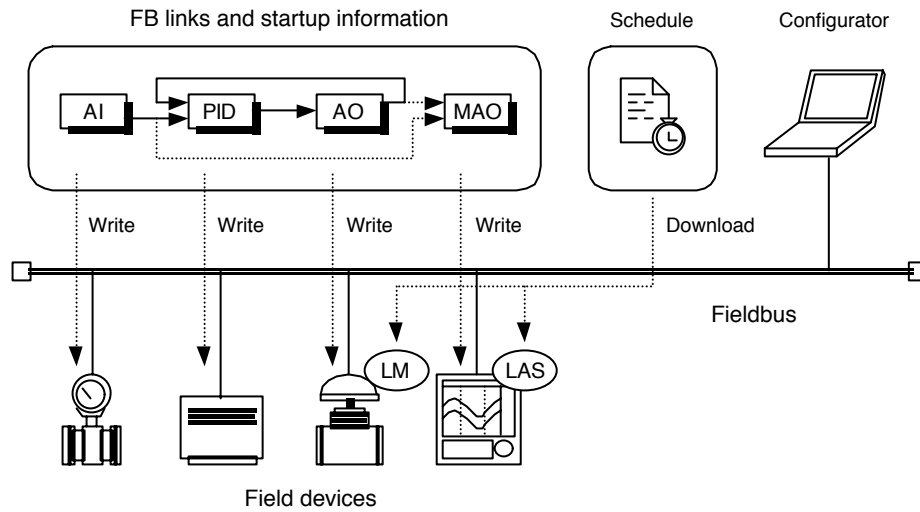 FB links and startup information
Schedule
Configurator
AI
PID
AO
MAO
Write
Write
Write
Write
Download
Fieldbus
LM
LAS
Field devices